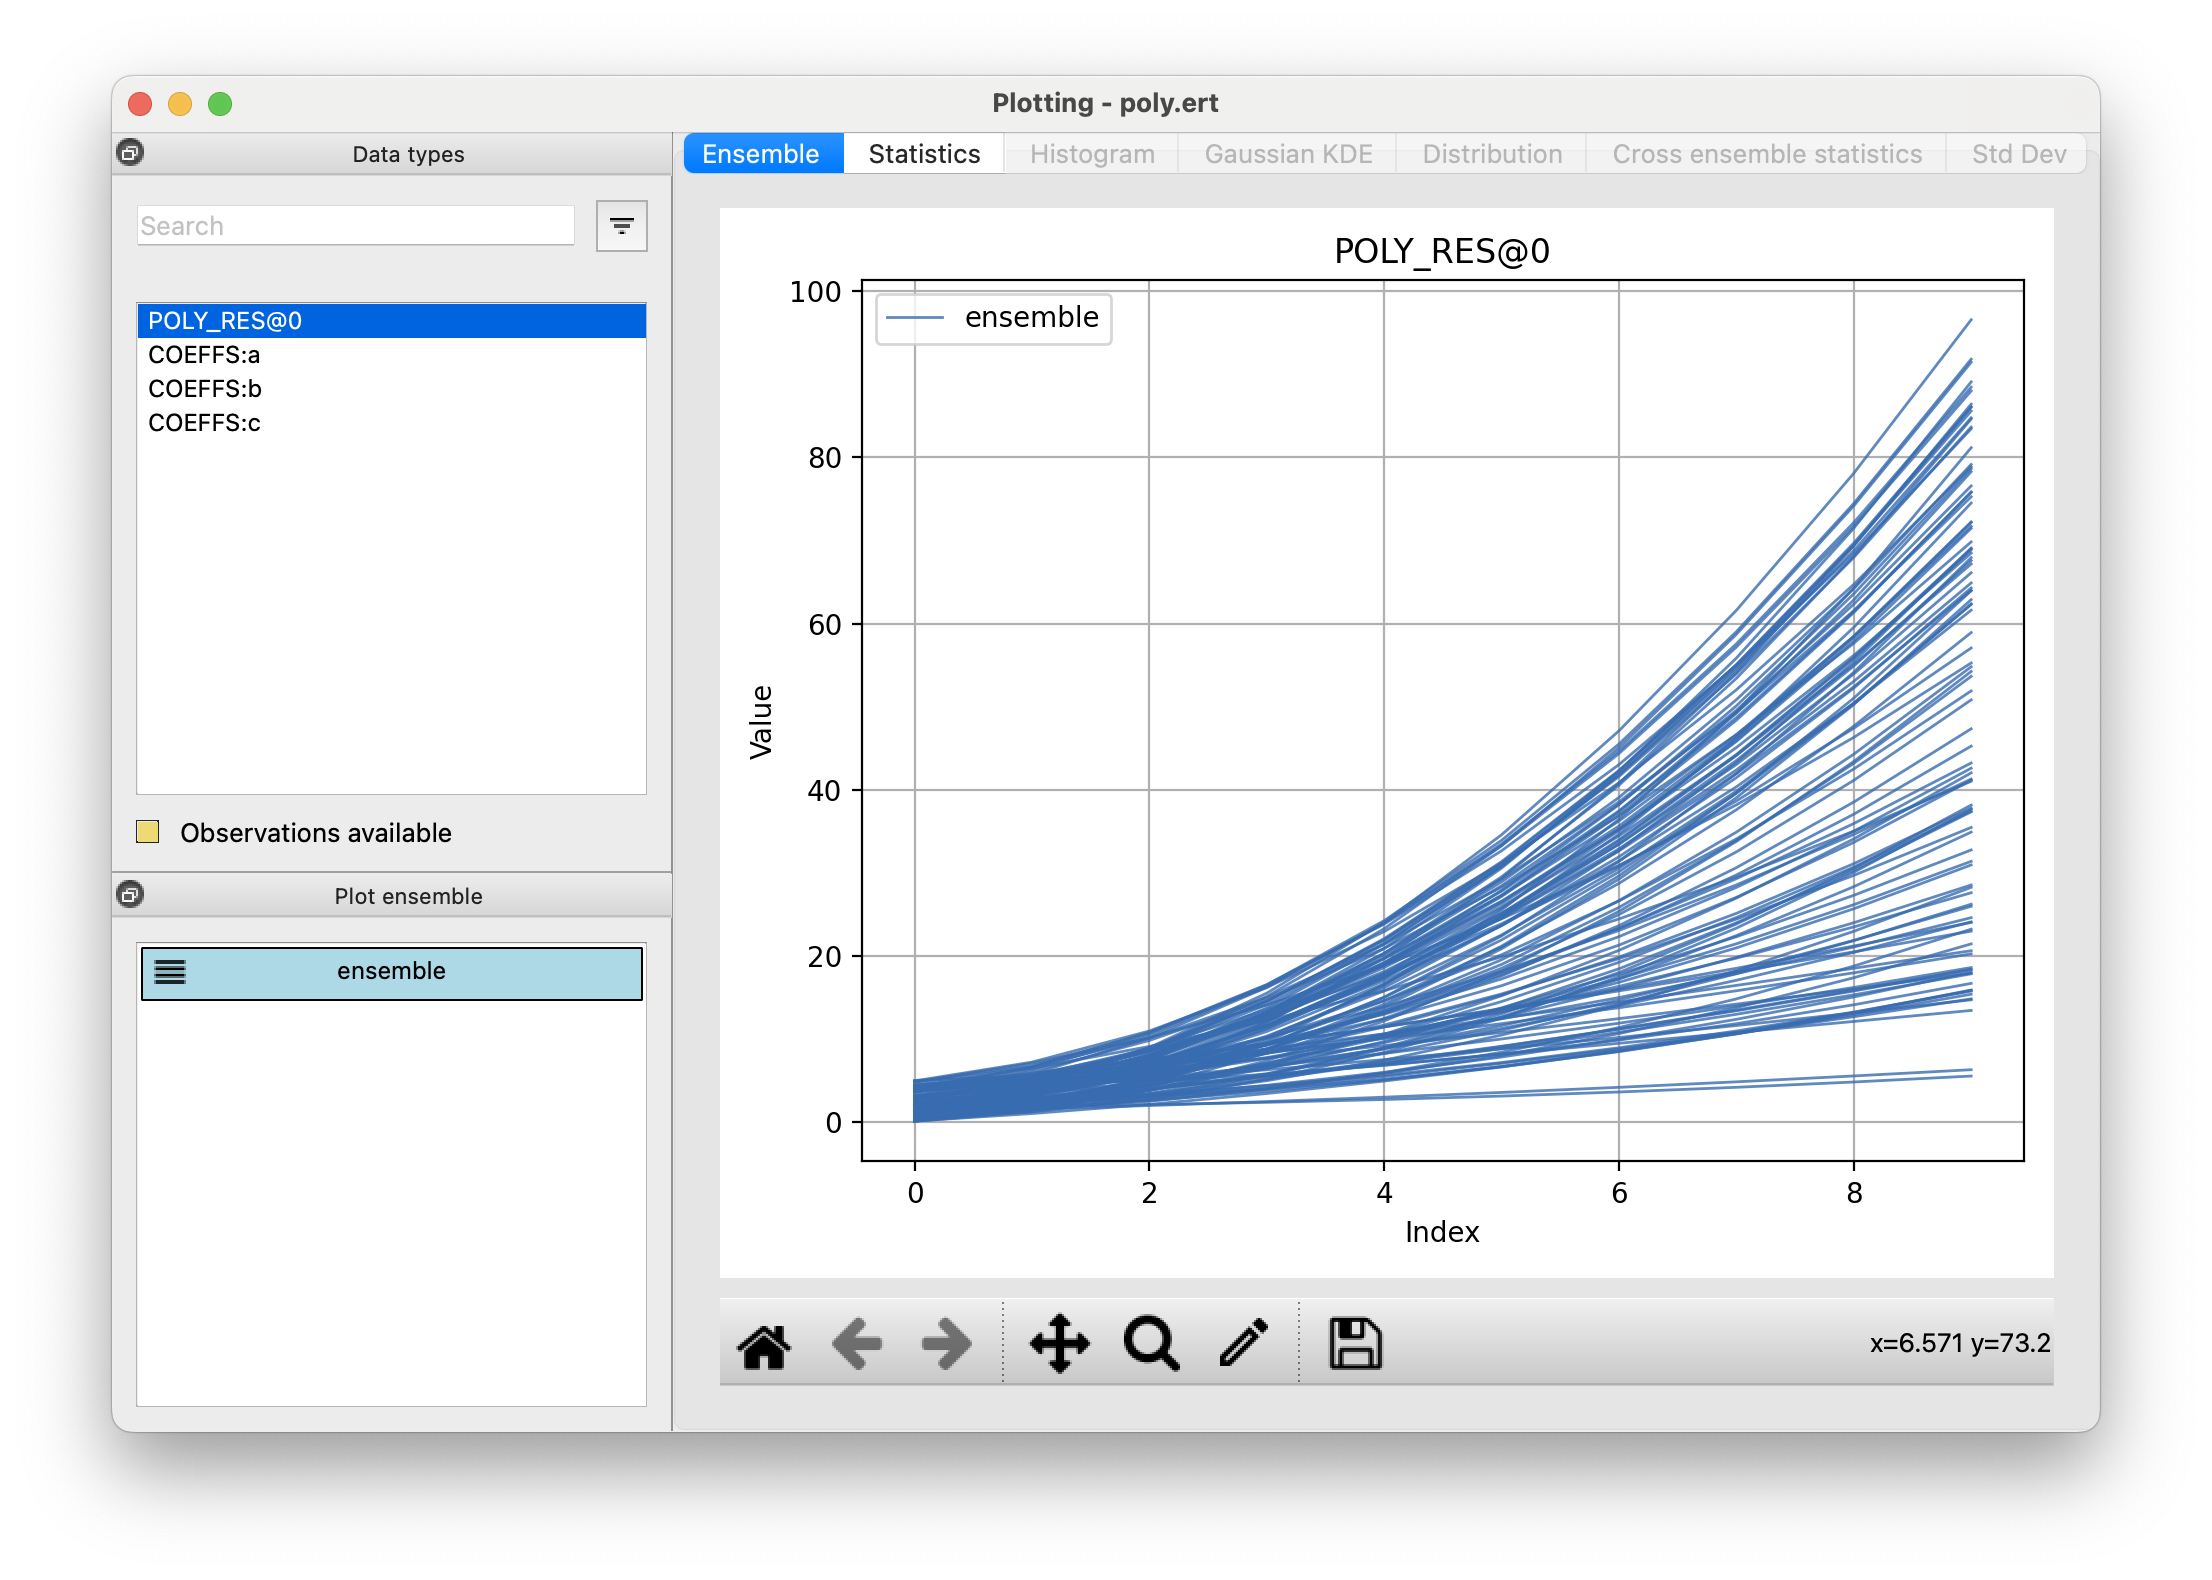 Plotting - poly.ert
Data types
Search
POLY_RES@0
COEFFS:a
COEFFS:b
COEFFS:c
Observations available
Plot ensemble
ensemble
Ensemble Statistics Histogram Gaussian KDE Distribution Cross ensemble statistics Std Dev
POLY_RES@0
ensemble
100
80
60
40
20
0
Value
0 2 4 6 8
Index
x=6.571 y=73.2